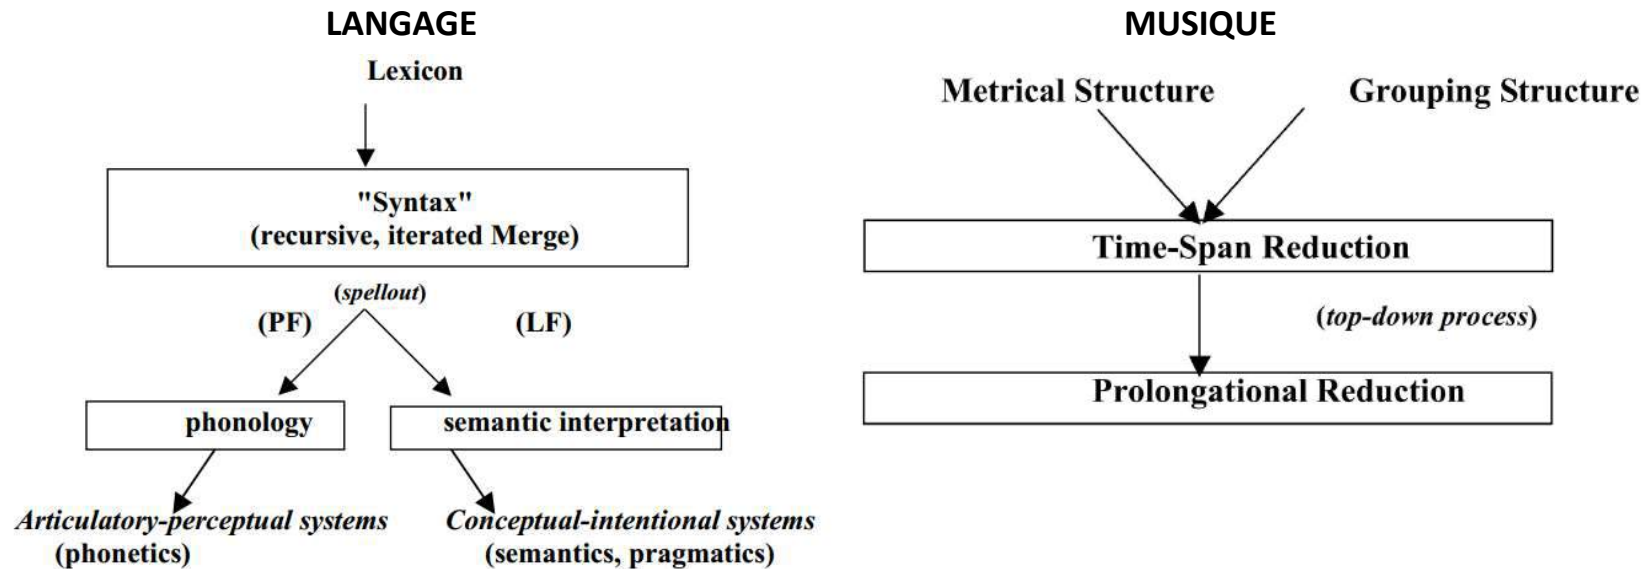 LANGAGE
Lexicon
"Syntax"
(recursive, iterated Merge)
(spellout)
(PF)
(LF)
phonology
semantic interpretation
Articulatory-perceptual systems
(phonetics)
Conceptual-intentional systems
(semantics, pragmatics)
MUSIQUE
Metrical Structure
Grouping Structure
Time-Span Reduction
(top-down process)
Prolongational Reduction